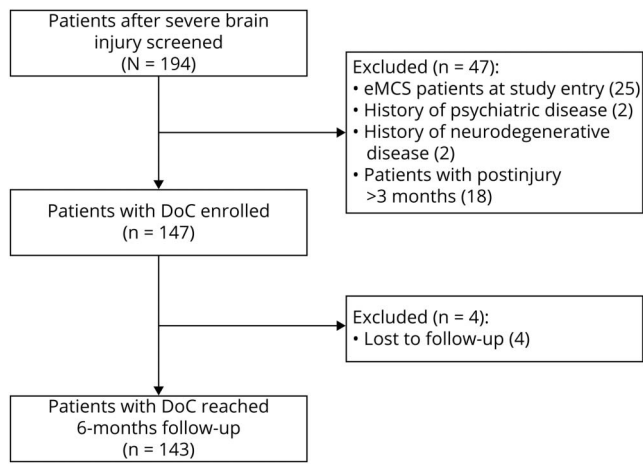 Patients after severe brain
injury screened
(N = 194)
Excluded (n = 47):
• eMCS patients at study entry (25)
• History of psychiatric disease (2)
• History of neurodegenerative
disease (2)
• Patients with postinjury
>3 months (18)
Patients with DoC enrolled
(n = 147)
Excluded (n = 4):
• Lost to follow-up (4)
Patients with DoC reached
6-months follow-up
(n = 143)